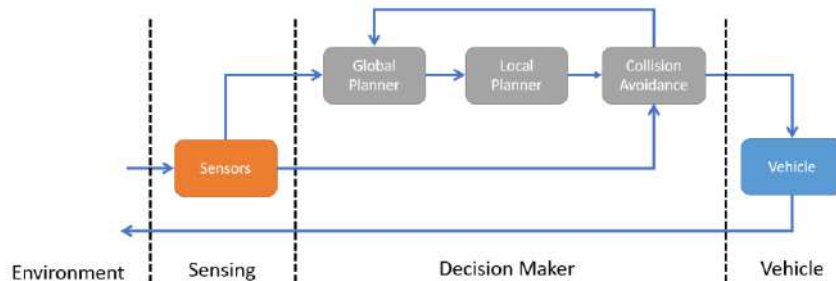 Global
Planner
Local
Planner
Collision
Avoidance
Sensors
Vehicle
Environment
Sensing
Decision Maker
Vehicle